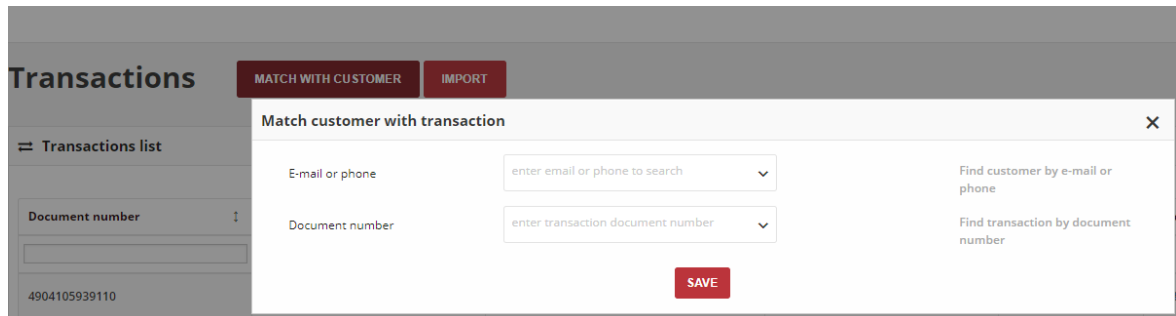 Transactions
MATCH WITH CUSTOMER
IMPORT
Match customer with transaction
Transactions list
E-mail or phone
enter email or phone to search
Find customer by e-mail or
phone
Document number
Document number
enter transaction document number
Find transaction by document
number
SAVE
4904105939110